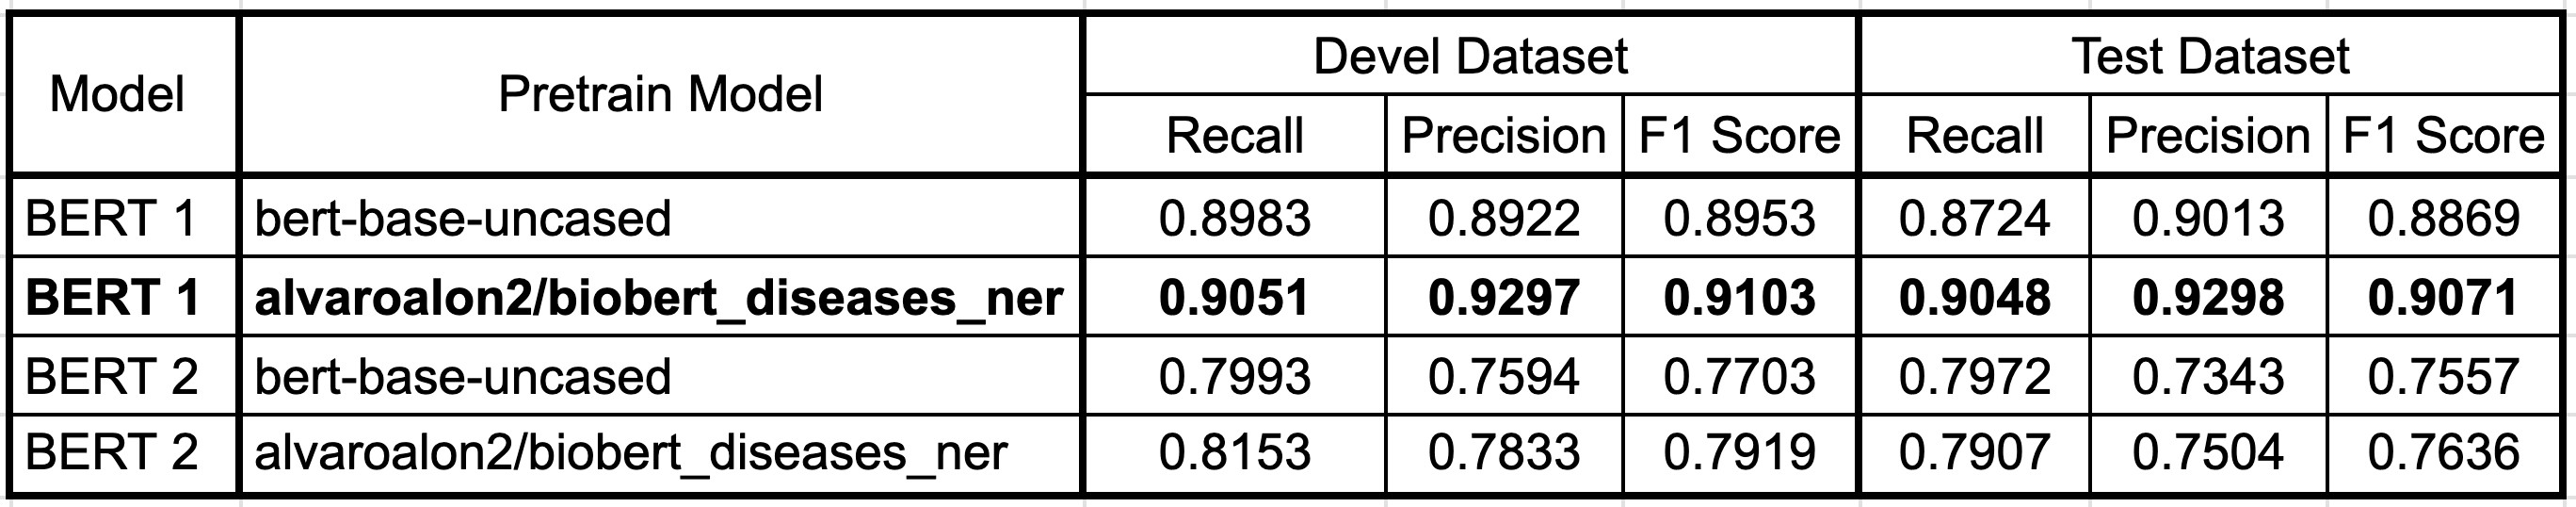 Model Pretrain Model Devel Dataset Test Dataset
Recall Precision F1 Score Recall Precision F1 Score
BERT 1 bert-base-uncased 0.8983 0.8922 0.8953 0.8724 0.9013 0.8869
BERT 1 alvaroalon2/biobert_diseases_ner 0.9051 0.9297 0.9103 0.9048 0.9298 0.9071
BERT 2 bert-base-uncased 0.7993 0.7594 0.7703 0.7972 0.7343 0.7557
BERT 2 alvaroalon2/biobert_diseases_ner 0.8153 0.7833 0.7919 0.7907 0.7504 0.7636